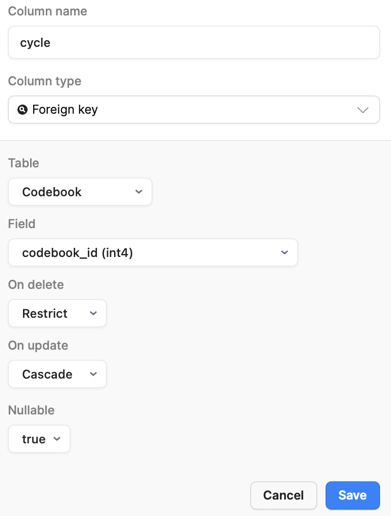 Column name
cycle
Column type
Foreign key
Table
Codebook
Field
codebook_id (int4)
On delete
Restrict
On update
Cascade
Nullable
true
Cancel Save